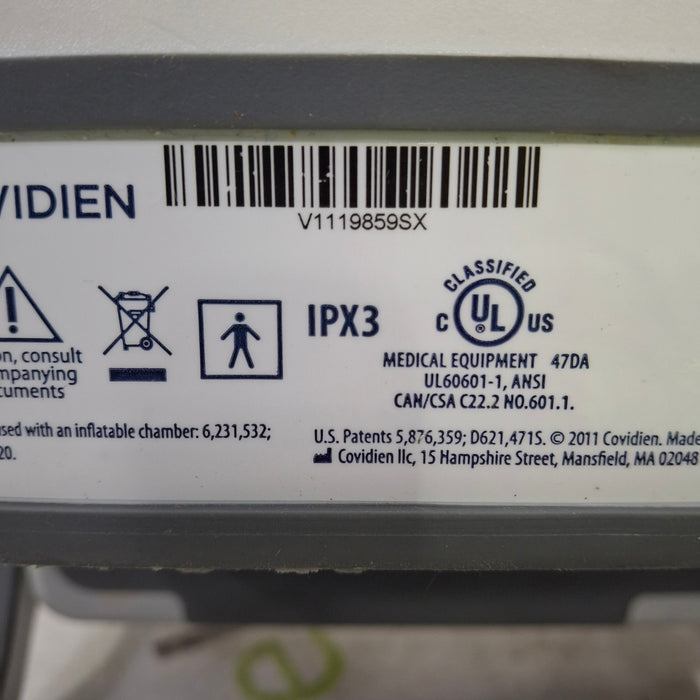 VIDIEN
V1119859SX
CLASSIFIED
C UL® US
IPX3
MEDICAL EQUIPMENT 47DA
UL60601-1, ANSI
CAN/CSA C22.2 NO.601.1.
!
n, consult
mpanying
cuments
sed with an inflatable chamber: 6,231,532;
20.
U.S. Patents 5,876,359; D621,471S. © 2011 Covidien. Made
Covidien llc, 15 Hampshire Street, Mansfield, MA 02048